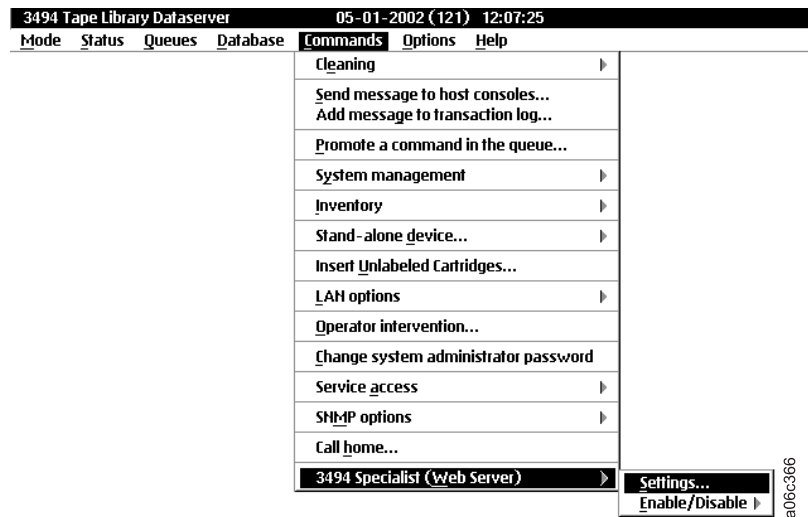 3494 Tape Library Dataserver 05-01-2002 (121) 12:07:25
Mode Status Queues Database Commands Options Help
Cleaning
Send message to host consoles...
Add message to transaction log...
Promote a command in the queue...
System management
Inventory
Stand-alone device...
Insert Unlabeled Cartridges...
LAN options
Operator intervention...
Change system administrator password
Service access
SNMP options
Call home...
3494 Specialist (Web Server)
Settings...
Enable/Disable
a06c366